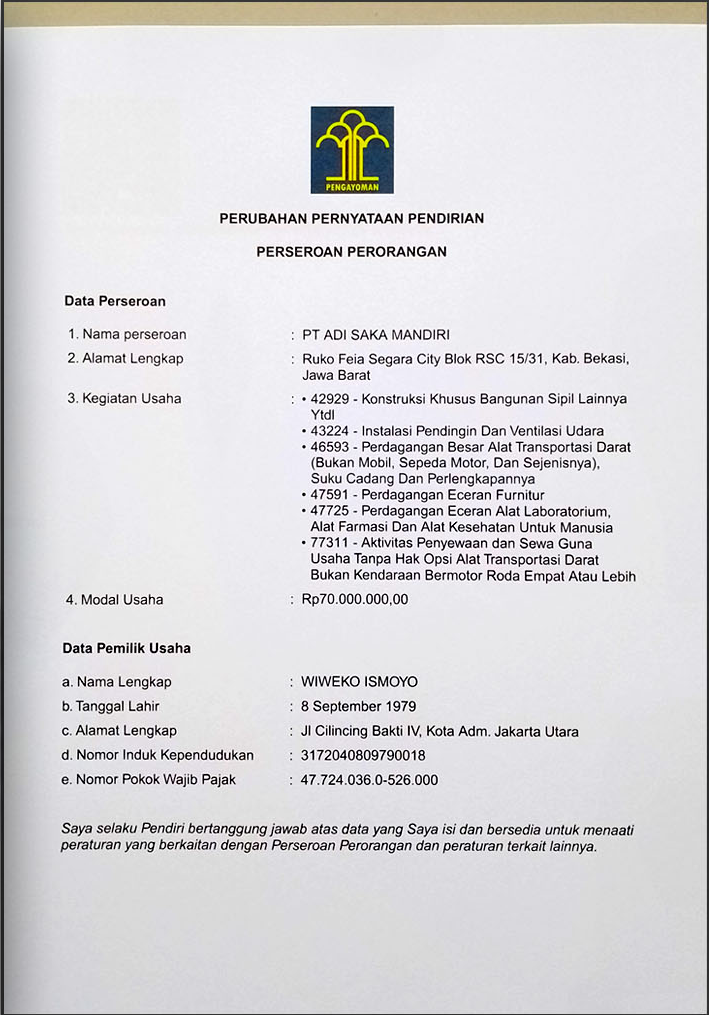 PENGAYOMAN
PERUBAHAN PERNYATAAN PENDIRIAN
PERSEROAN PERORANGAN
Data Perseroan
1. Nama perseroan : PT ADI SAKA MANDIRI
2. Alamat Lengkap : Ruko Feia Segara City Blok RSC 15/31, Kab. Bekasi,
Jawa Barat
3. Kegiatan Usaha : • 42929 - Konstruksi Khusus Bangunan Sipil Lainnya
Ytdl
• 43224 - Instalasi Pendingin Dan Ventilasi Udara
• 46593 - Perdagangan Besar Alat Transportasi Darat
(Bukan Mobil, Sepeda Motor, Dan Sejenisnya),
Suku Cadang Dan Perlengkapannya
• 47591 - Perdagangan Eceran Furnitur
• 47725 - Perdagangan Eceran Alat Laboratorium,
Alat Farmasi Dan Alat Kesehatan Untuk Manusia
• 77311 - Aktivitas Penyewaan dan Sewa Guna
Usaha Tanpa Hak Opsi Alat Transportasi Darat
Bukan Kendaraan Bermotor Roda Empat Atau Lebih
4. Modal Usaha : Rp70.000.000,00
Data Pemilik Usaha
a. Nama Lengkap : WIWEKO ISMOYO
b. Tanggal Lahir : 8 September 1979
c. Alamat Lengkap : Jl Cilincing Bakti IV, Kota Adm. Jakarta Utara
d. Nomor Induk Kependudukan : 3172040809790018
e. Nomor Pokok Wajib Pajak : 47.724.036.0-526.000
Saya selaku Pendiri bertanggung jawab atas data yang Saya isi dan bersedia untuk menaati
peraturan yang berkaitan dengan Perseroan Perorangan dan peraturan terkait lainnya.